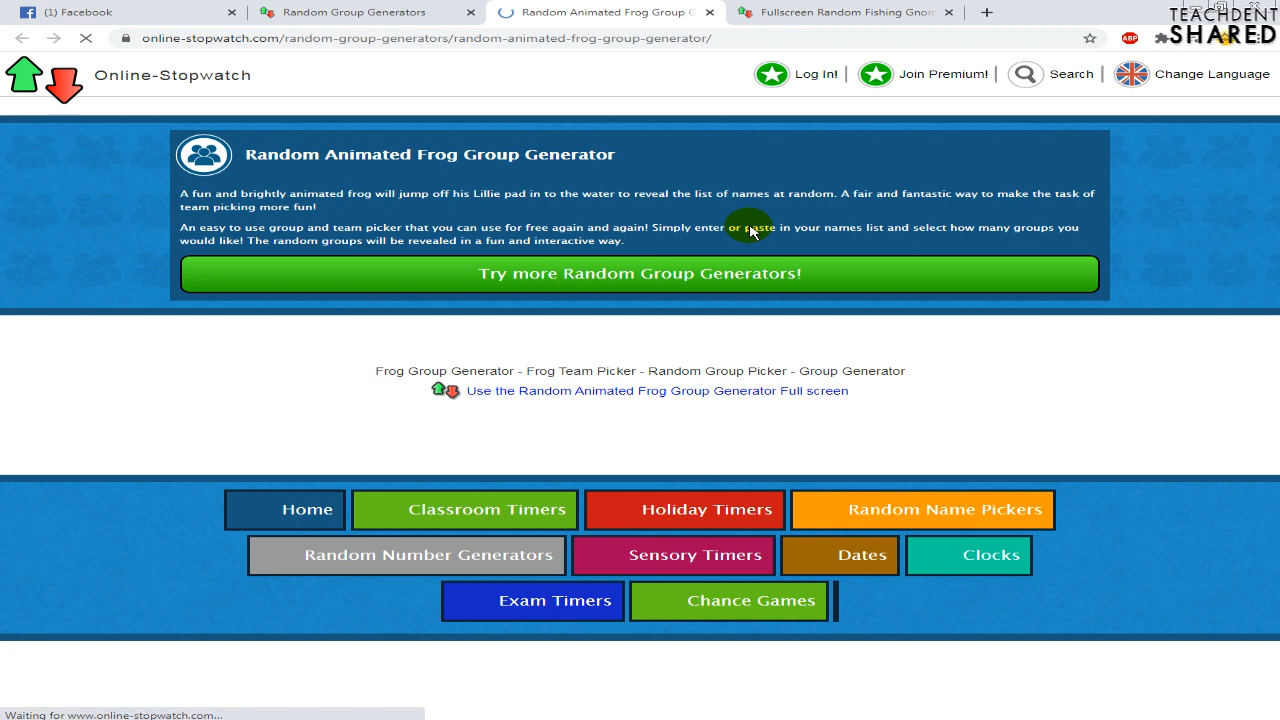 (1) Facebook
Random Group Generators
Random Animated Frog Group G
Fullscreen Random Fishing Gnom
TEACHDENT
SHARED
online-stopwatch.com/random-group-generators/random-animated-frog-group-generator/
ABP
Online-Stopwatch
Log In! |
Join Premium! |
Search |
Change Language
Random Animated Frog Group Generator
A fun and brightly animated frog will jump off his Lillie pad in to the water to reveal the list of names at random. A fair and fantastic way to make the task of
team picking more fun!
An easy to use group and team picker that you can use for free again and again! Simply enter or paste in your names list and select how many groups you
would like! The random groups will be revealed in a fun and interactive way.
Try more Random Group Generators!
Frog Group Generator - Frog Team Picker - Random Group Picker - Group Generator
Use the Random Animated Frog Group Generator Full screen
Home
Classroom Timers
Holiday Timers
Random Name Pickers
Random Number Generators
Sensory Timers
Dates
Clocks
Exam Timers
Chance Games
Waiting for www.online-stopwatch.com...